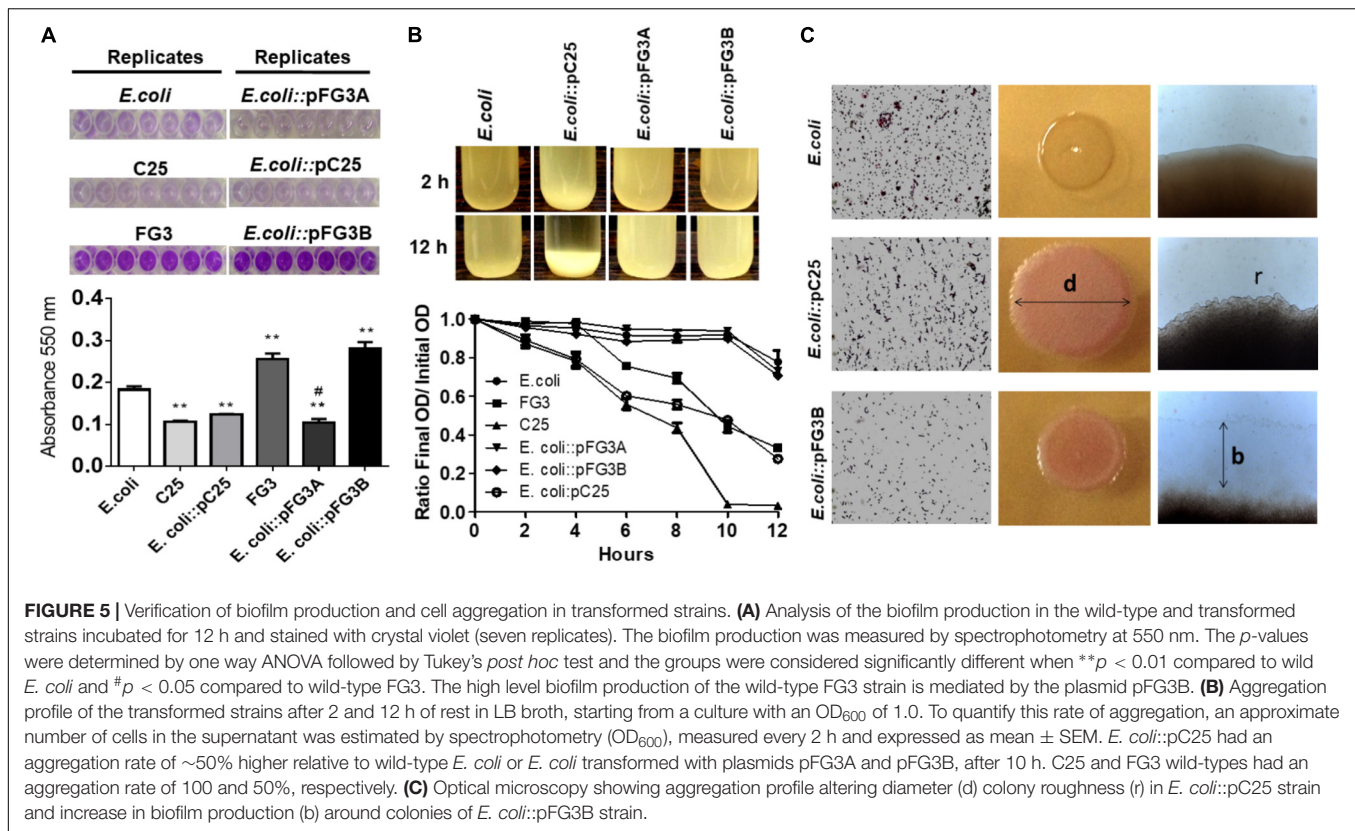 A
Replicates Replicates
E.coli E.coli::pFG3A
C25 E.coli::pC25
FG3 E.coli::pFG3B
Absorbance 550 nm
0.4
0.3
0.2
0.1
0.0
** ** ** # ** **
E.coli
C25
E. coli::pC25
FG3
E. coli::pFG3A
E. coli::pFG3B
B
E.coli
E.coli::pC25
E.coli::pFG3A
E.coli::pFG3B
2 h
12 h
Ratio Final OD/ Initial OD
1.0
0.8
0.6
0.4
0.2
0.0
E.coli
FG3
C25
E. coli::pFG3A
E. coli::pFG3B
E. coli:pC25
0 2 4 6 8 10 12
Hours
C
E.coli
E.coli::pC25
d
r
E.coli::pFG3B
b
FIGURE 5 | Verification of biofilm production and cell aggregation in transformed strains. (A) Analysis of the biofilm production in the wild-type and transformed
strains incubated for 12 h and stained with crystal violet (seven replicates). The biofilm production was measured by spectrophotometry at 550 nm. The p-values
were determined by one way ANOVA followed by Tukey's post hoc test and the groups were considered significantly different when **p < 0.01 compared to wild
E. coli and #p < 0.05 compared to wild-type FG3. The high level biofilm production of the wild-type FG3 strain is mediated by the plasmid pFG3B. (B) Aggregation
profile of the transformed strains after 2 and 12 h of rest in LB broth, starting from a culture with an OD600 of 1.0. To quantify this rate of aggregation, an approximate
number of cells in the supernatant was estimated by spectrophotometry (OD600), measured every 2 h and expressed as mean ± SEM. E. coli::pC25 had an
aggregation rate of ~50% higher relative to wild-type E. coli or E. coli transformed with plasmids pFG3A and pFG3B, after 10 h. C25 and FG3 wild-types had an
aggregation rate of 100 and 50%, respectively. (C) Optical microscopy showing aggregation profile altering diameter (d) colony roughness (r) in E. coli::pC25 strain
and increase in biofilm production (b) around colonies of E. coli::pFG3B strain.